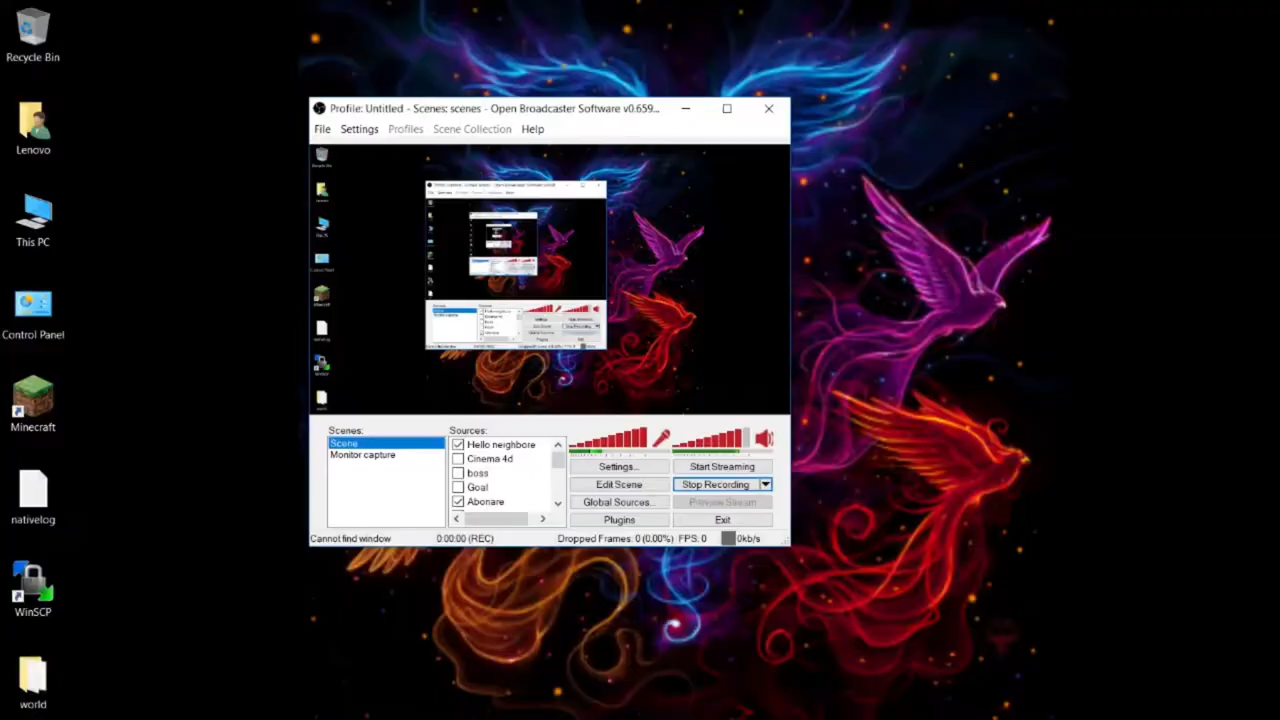 Recycle Bin
Lenovo
This PC
Control Panel
Minecraft
nativelog
WinSCP
world
Profile: Untitled - Scenes: scenes - Open Broadcaster Software v0.659...
File Settings Profiles Scene Collection Help
Scenes:
Scene
Monitor capture
Sources:
Hello neighbore
Cinema 4d
boss
Goal
Abonare
Settings... Start Streaming
Edit Scene Stop Recording
Global Sources... Preview Stream
Plugins Exit
Cannot find window 0:00:00 (REC) Dropped Frames: 0 (0.00%) FPS: 0 0kb/s